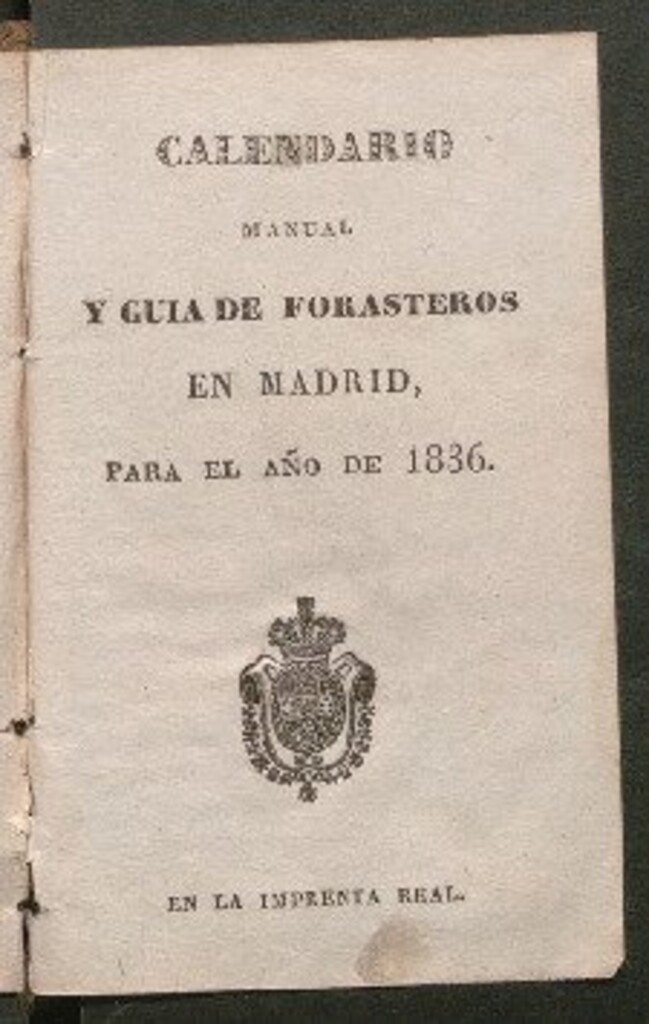 CALENDARIO
MANUAL
Y GUIA DE FORASTEROS
EN MADRID,
PARA EL AÑO DE 1836.
EN LA IMPRENTA REAL.